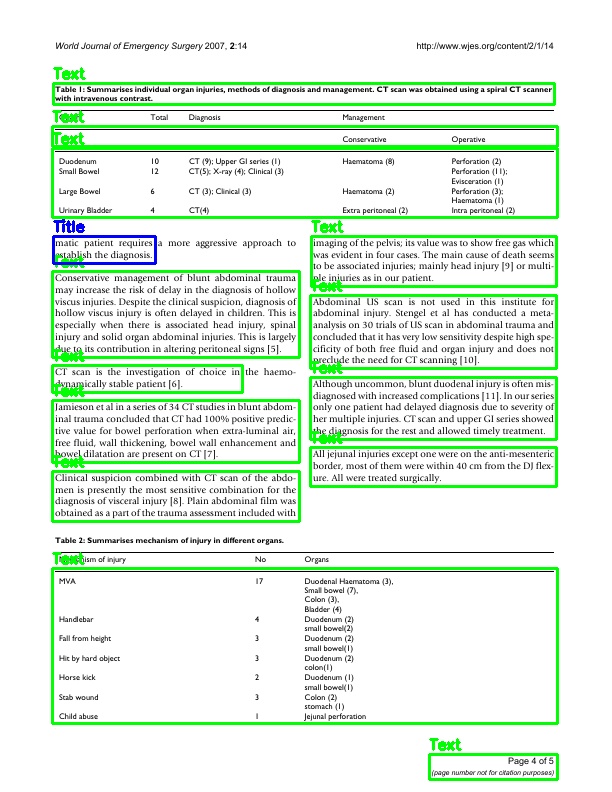 World Journal of Emergency Surgery 2007, 2:14 http://www.wjes.org/content/2/1/14
Text
Table 1: Summarises individual organ injuries, methods of diagnosis and management. CT scan was obtained using a spiral CT scanner
with intravenous contrast.
Text
Total Diagnosis Management
Text
Conservative Operative
Duodenum 10 CT (9); Upper GI series (1) Haematoma (8) Perforation (2)
Small Bowel 12 CT(5); X-ray (4); Clinical (3) Perforation (11);
Evisceration (1)
Large Bowel 6 CT (3); Clinical (3) Haematoma (2) Perforation (3);
Haematoma (1)
Urinary Bladder 4 CT(4) Extra peritoneal (2) Intra peritoneal (2)
Title
matic patient requires a more aggressive approach to
establish the diagnosis.
Text
Conservative management of blunt abdominal trauma
may increase the risk of delay in the diagnosis of hollow
viscus injuries. Despite the clinical suspicion, diagnosis of
hollow viscus injury is often delayed in children. This is
especially when there is associated head injury, spinal
injury and solid organ abdominal injuries. This is largely
due to its contribution in altering peritoneal signs [5].
Text
CT scan is the investigation of choice in the haemo-
dynamically stable patient [6].
Text
Jamieson et al in a series of 34 CT studies in blunt abdom-
inal trauma concluded that CT had 100% positive predic-
tive value for bowel perforation when extra-luminal air,
free fluid, wall thickening, bowel wall enhancement and
bowel dilatation are present on CT [7].
Text
Clinical suspicion combined with CT scan of the abdo-
men is presently the most sensitive combination for the
diagnosis of visceral injury [8]. Plain abdominal film was
obtained as a part of the trauma assessment included with
Text
imaging of the pelvis; its value was to show free gas which
was evident in four cases. The main cause of death seems
to be associated injuries; mainly head injury [9] or multi-
ple injuries as in our patient.
Text
Abdominal US scan is not used in this institute for
abdominal injury. Stengel et al has conducted a meta-
analysis on 30 trials of US scan in abdominal trauma and
concluded that it has very low sensitivity despite high spe-
cificity of both free fluid and organ injury and does not
preclude the need for CT scanning [10].
Text
Although uncommon, blunt duodenal injury is often mis-
diagnosed with increased complications [11]. In our series
only one patient had delayed diagnosis due to severity of
her multiple injuries. CT scan and upper GI series showed
the diagnosis for the rest and allowed timely treatment.
Text
All jejunal injuries except one were on the anti-mesenteric
border, most of them were within 40 cm from the DJ flex-
ure. All were treated surgically.
Table 2: Summarises mechanism of injury in different organs.
Text
Mechanism of injury No Organs
MVA 17 Duodenal Haematoma (3),
Small bowel (7),
Colon (3),
Bladder (4)
Handlebar 4 Duodenum (2)
small bowel(2)
Fall from height 3 Duodenum (2)
small bowel(1)
Hit by hard object 3 Duodenum (2)
colon(1)
Horse kick 2 Duodenum (1)
small bowel(1)
Stab wound 3 Colon (2)
stomach (1)
Child abuse 1 Jejunal perforation
Text
Page 4 of 5
(page number not for citation purposes)